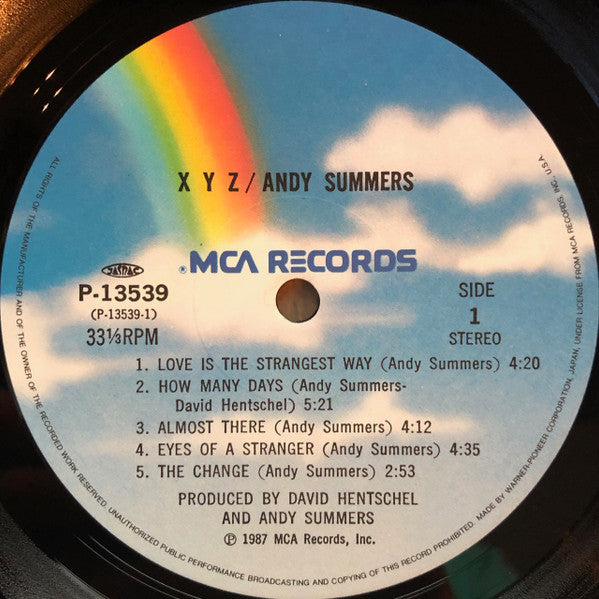 X Y Z / ANDY SUMMERS
® MCA RECORDS
JASRAC
P-13539
(P-13539-1)
33⅓RPM
SIDE
1
STEREO
1. LOVE IS THE STRANGEST WAY (Andy Summers) 4:20
2. HOW MANY DAYS (Andy Summers-
David Hentschel) 5:21
3. ALMOST THERE (Andy Summers) 4:12
4. EYES OF A STRANGER (Andy Summers) 4:35
5. THE CHANGE (Andy Summers) 2:53
PRODUCED BY DAVID HENTSCHEL
AND ANDY SUMMERS
℗ 1987 MCA Records, Inc.
ALL RIGHTS OF THE MANUFACTURER AND OF THE OWNER OF THE RECORDED WORK RESERVED. UNAUTHORIZED PUBLIC PERFORMANCE BROADCASTING AND COPYING OF THIS RECORD PROHIBITED. MADE BY WARNER-PIONEER CORPORATION, JAPAN, UNDER LICENSE FROM MCA RECORDS, INC., U.S.A.